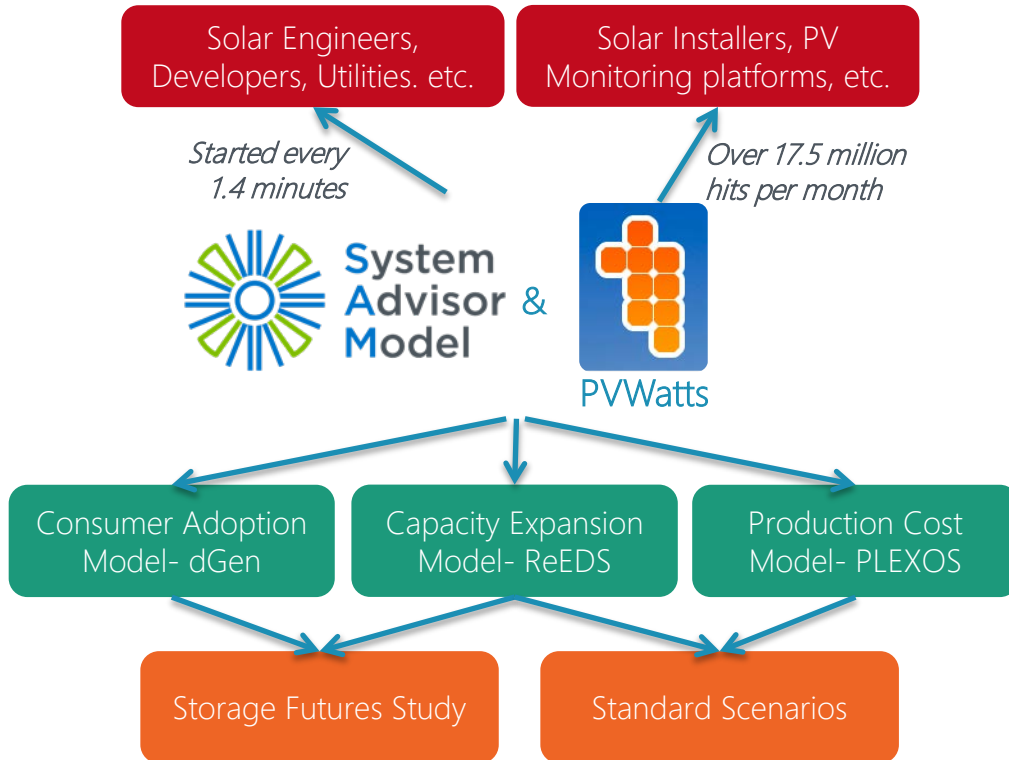 Solar Engineers,
Developers, Utilities. etc.
Solar Installers, PV
Monitoring platforms, etc.
Started every
1.4 minutes
Over 17.5 million
hits per month
System
Advisor
Model
&
PVWatts
Consumer Adoption
Model- dGen
Capacity Expansion
Model- ReEDS
Production Cost
Model- PLEXOS
Storage Futures Study
Standard Scenarios